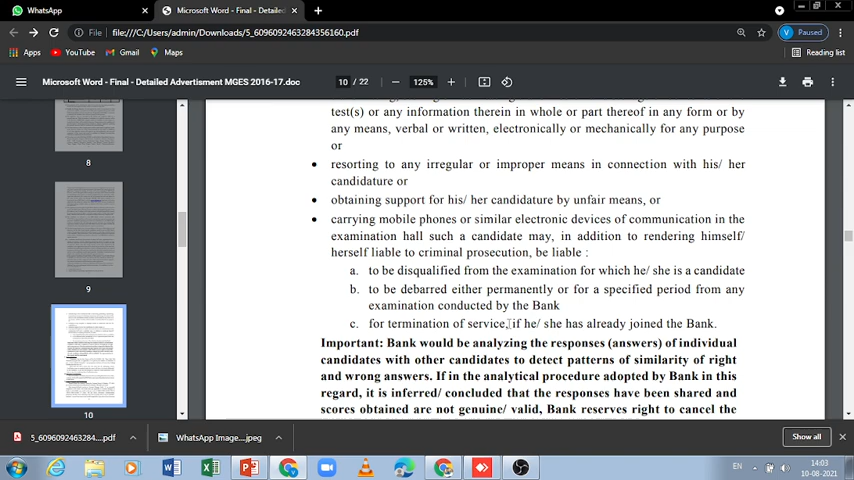 WhatsApp
Microsoft Word - Final - Detailed
Paused
File file:///C:/Users/admin/Downloads/5_6096092463284356160.pdf
Apps YouTube Gmail Maps Reading list
Microsoft Word - Final - Detailed Advertisment MGES 2016-17.doc 10 / 22 125%
test(s) or any information therein in whole or part thereof in any form or by
any means, verbal or written, electronically or mechanically for any purpose
or
• resorting to any irregular or improper means in connection with his/ her
candidature or
• obtaining support for his/ her candidature by unfair means, or
• carrying mobile phones or similar electronic devices of communication in the
examination hall such a candidate may, in addition to rendering himself/
herself liable to criminal prosecution, be liable :
a. to be disqualified from the examination for which he/ she is a candidate
b. to be debarred either permanently or for a specified period from any
examination conducted by the Bank
c. for termination of service, if he/ she has already joined the Bank.
Important: Bank would be analyzing the responses (answers) of individual
candidates with other candidates to detect patterns of similarity of right
and wrong answers. If in the analytical procedure adopted by Bank in this
regard, it is inferred/ concluded that the responses have been shared and
scores obtained are not genuine/ valid, Bank reserves right to cancel the
8
9
10
5_6096092463284....pdf
WhatsApp Image....jpeg
Show all
EN
14:03
10-08-2021